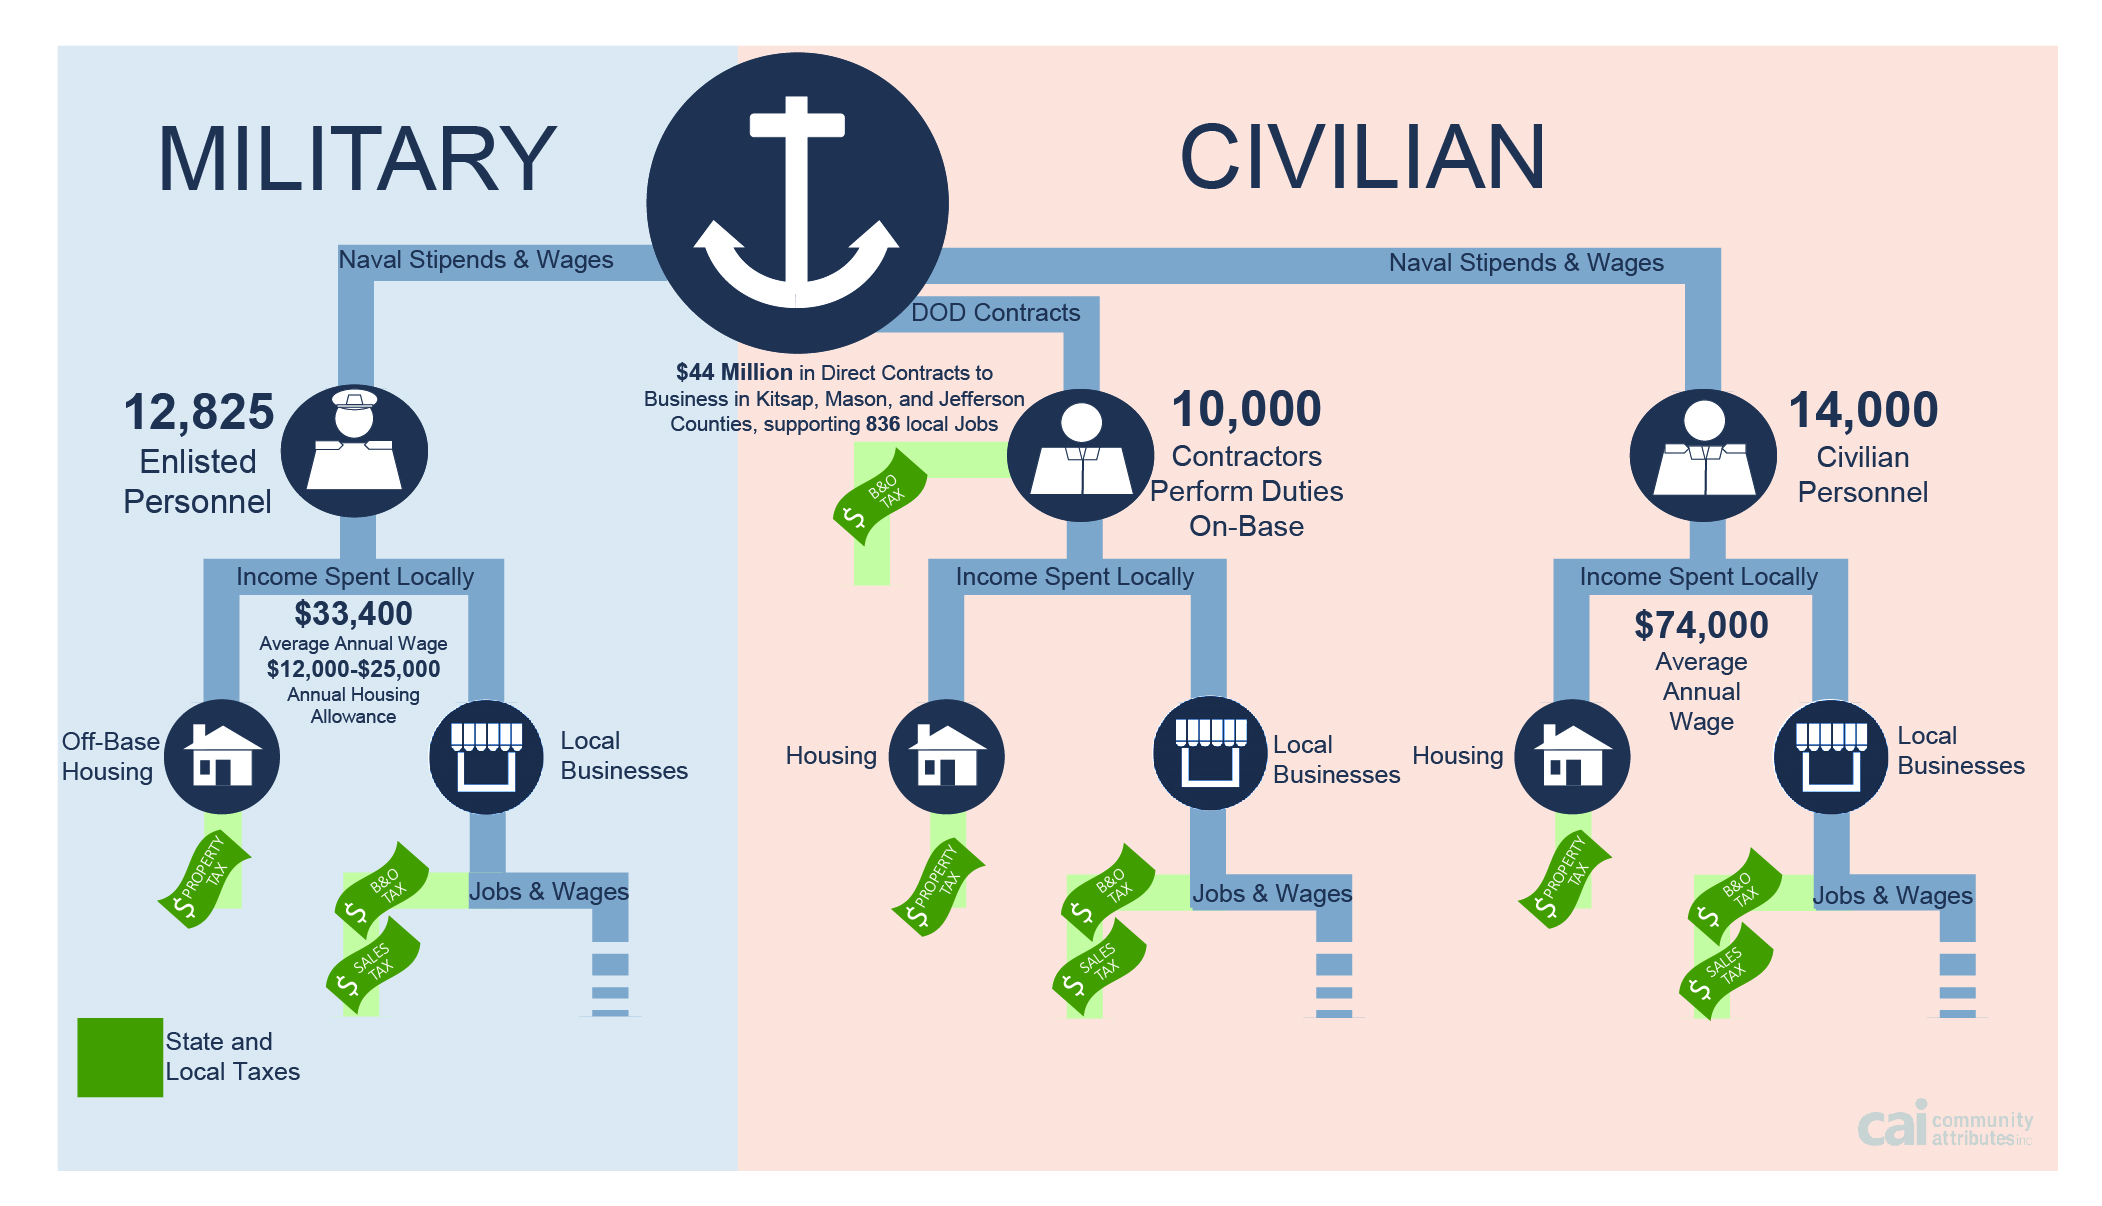 MILITARY
CIVILIAN
Naval Stipends & Wages
Naval Stipends & Wages
DOD Contracts
$44 Million in Direct Contracts to
Business in Kitsap, Mason, and Jefferson
Counties, supporting 836 local Jobs
12,825
Enlisted
Personnel
10,000
Contractors
Perform Duties
On-Base
14,000
Civilian
Personnel
$ B&O
TAX
Income Spent Locally
$33,400
Average Annual Wage
$12,000-$25,000
Annual Housing
Allowance
Income Spent Locally
Income Spent Locally
$74,000
Average
Annual
Wage
Off-Base
Housing
Local
Businesses
Housing
Local
Businesses
Housing
Local
Businesses
$ PROPERTY
TAX
$ B&O
TAX
Jobs & Wages
$ SALES
TAX
$ PROPERTY
TAX
$ B&O
TAX
Jobs & Wages
$ SALES
TAX
$ PROPERTY
TAX
$ B&O
TAX
Jobs & Wages
$ SALES
TAX
State and
Local Taxes
cai community
attributes inc